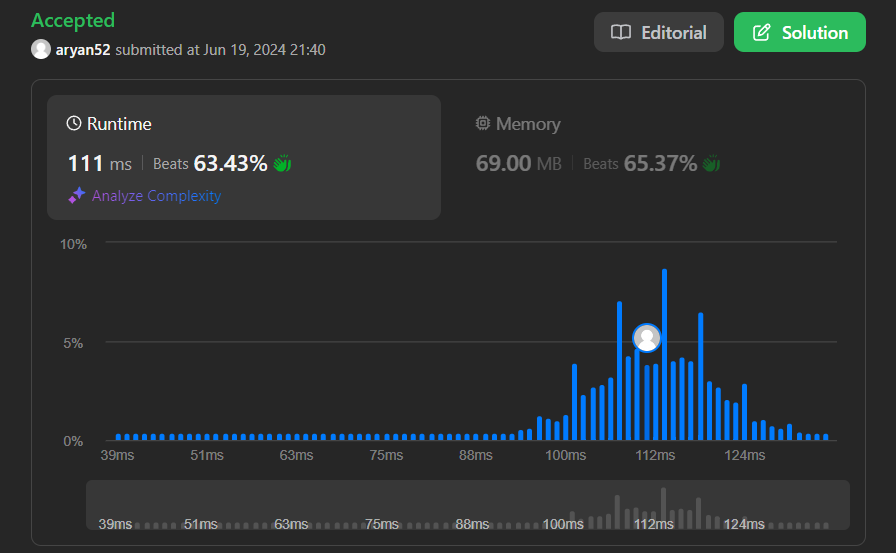 Accepted
aryan52 submitted at Jun 19, 2024 21:40
Editorial
Solution
Runtime
111 ms Beats 63.43%
Analyze Complexity
Memory
69.00 MB Beats 65.37%
10%
5%
0%
39ms 51ms 63ms 75ms 88ms 100ms 112ms 124ms
39ms 51ms 63ms 75ms 88ms 100ms 112ms 124ms